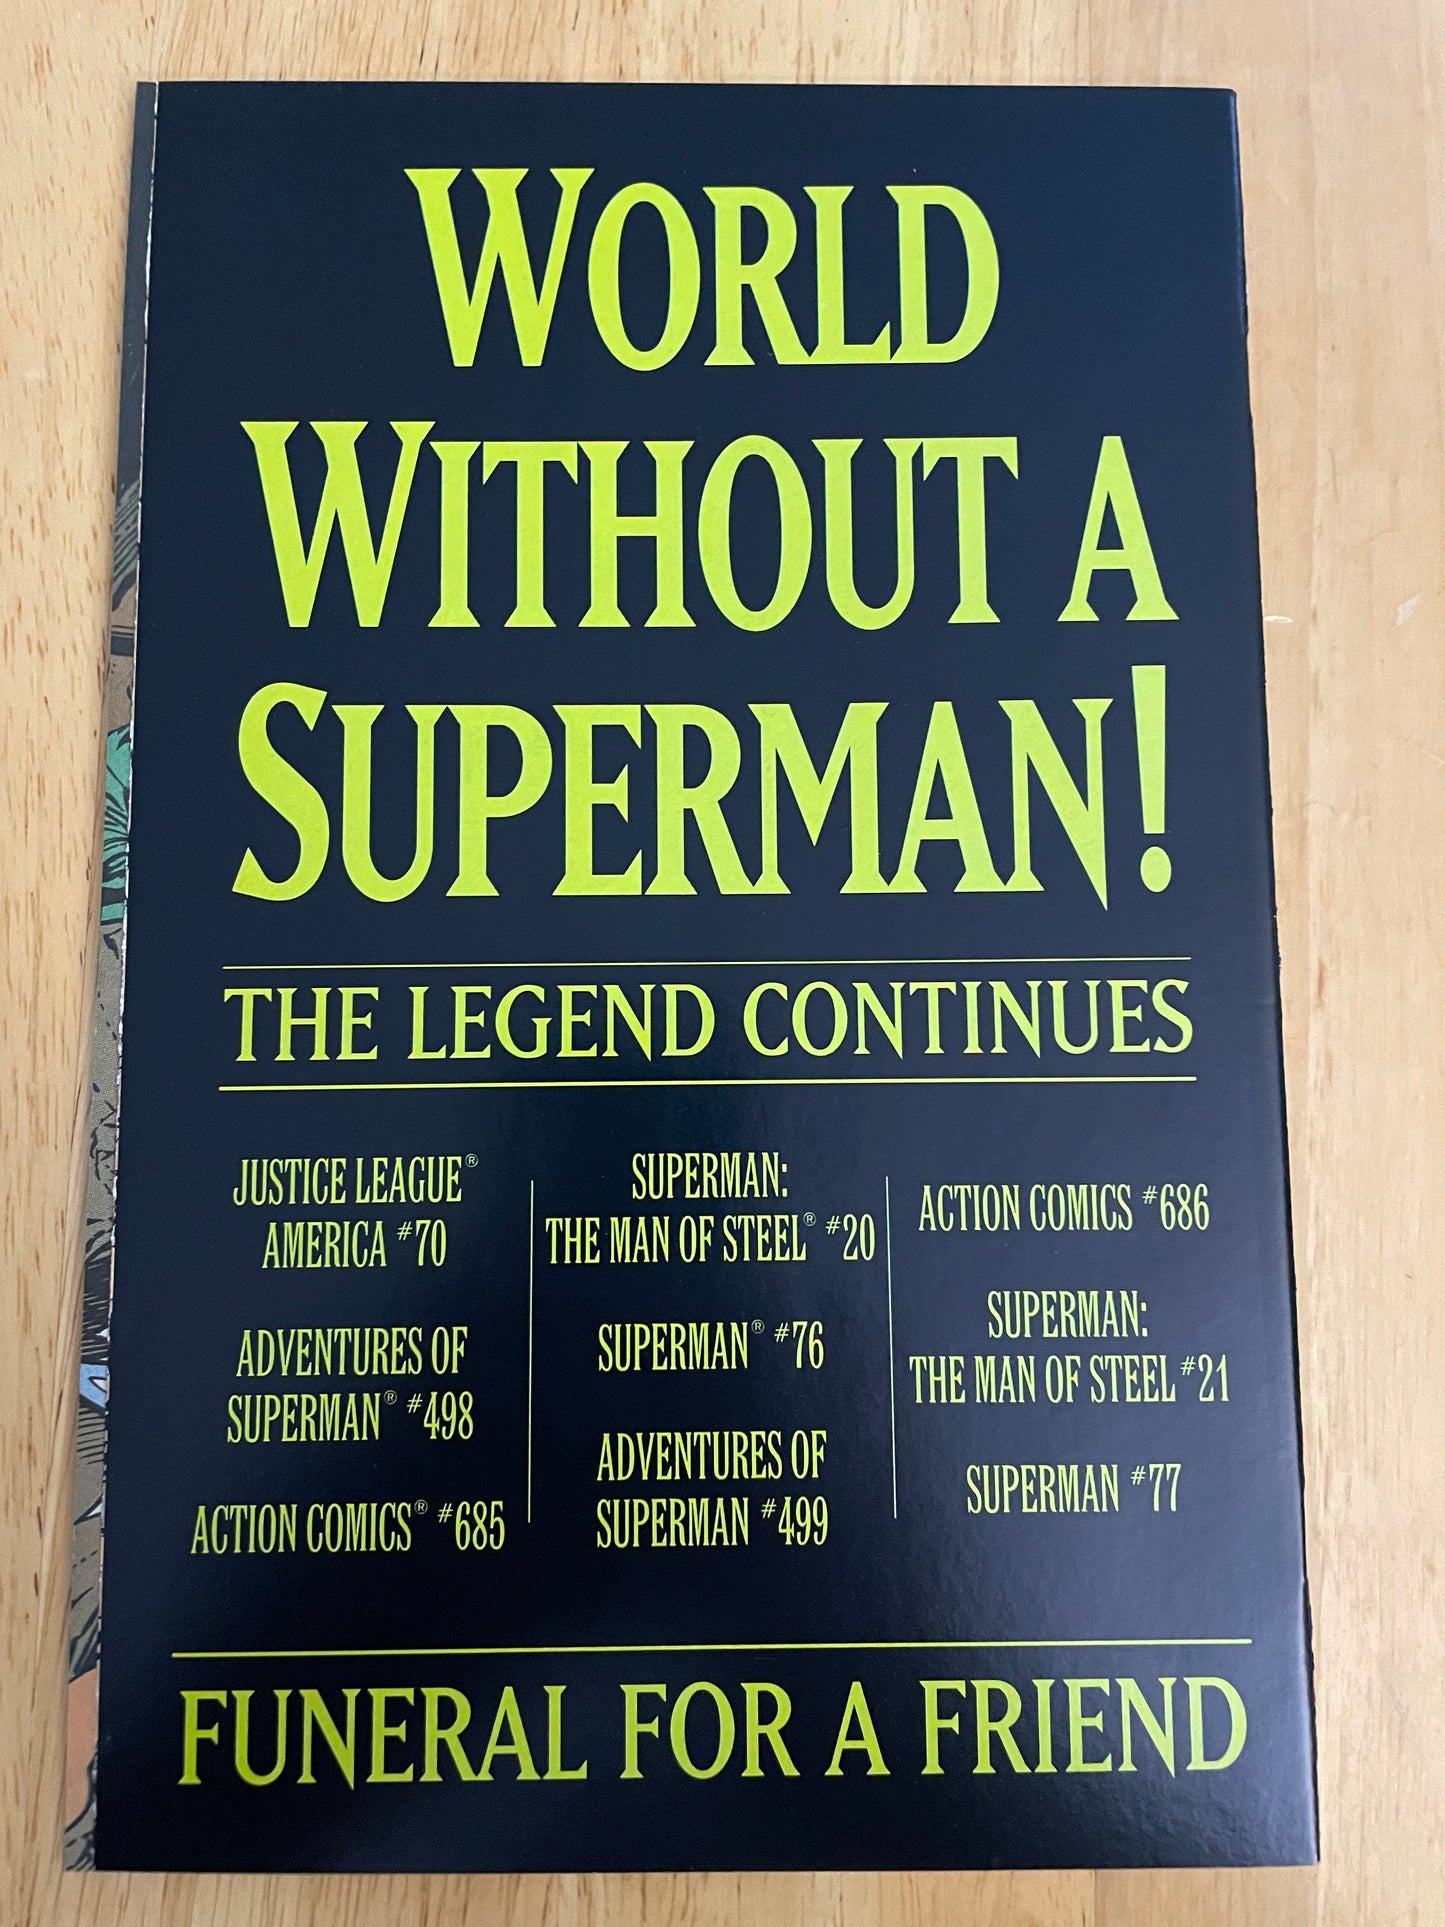 WORLD
WITHOUT A
SUPERMAN!
THE LEGEND CONTINUES
JUSTICE LEAGUE®
AMERICA #70
ADVENTURES OF
SUPERMAN® #498
ACTION COMICS® #685
SUPERMAN:
THE MAN OF STEEL® #20
SUPERMAN® #76
ADVENTURES OF
SUPERMAN #499
ACTION COMICS #686
SUPERMAN:
THE MAN OF STEEL #21
SUPERMAN #77
FUNERAL FOR A FRIEND